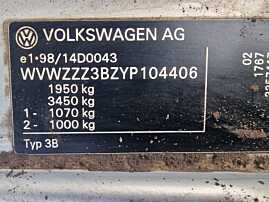 VOLKSWAGEN AG
e1*98/14D0043
WVWZZZ3BZYP104406
1950 kg
3450 kg
1- 1070 kg
2- 1000 kg
Typ 3B
02
1767